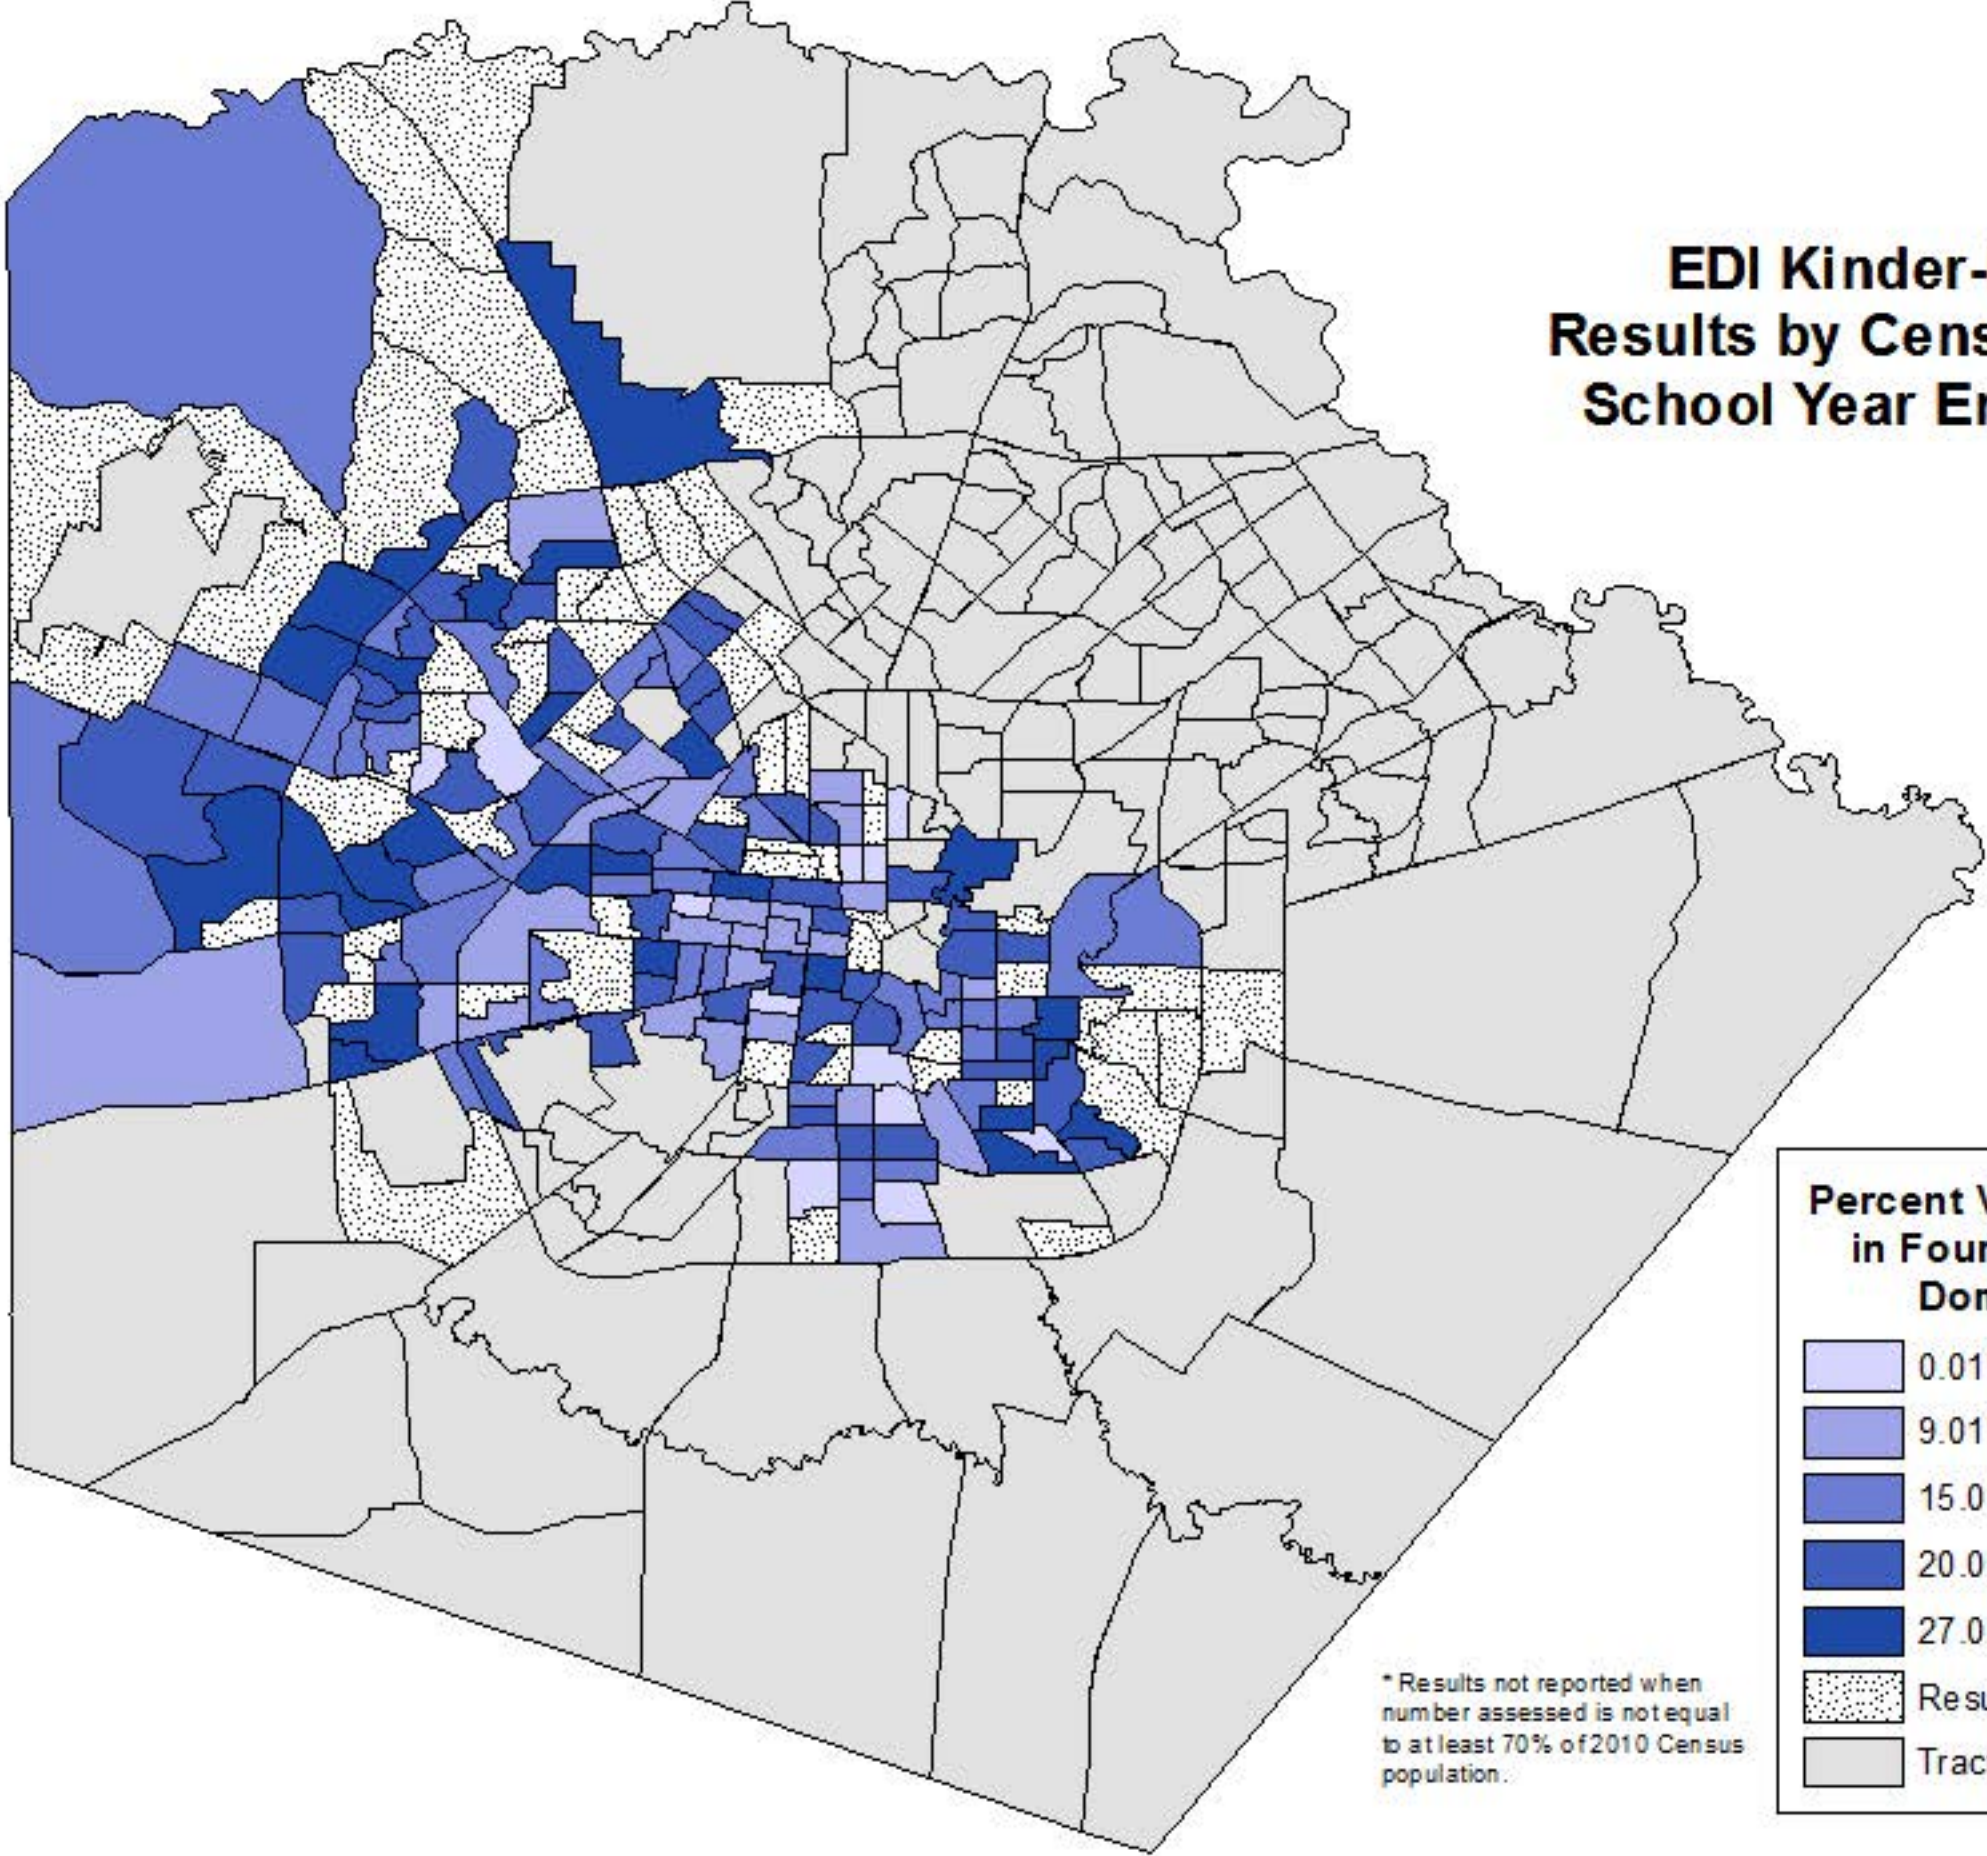 EDI Kinder-
Results by Cens
School Year Er
Percent V
in Four
Dor
0.01
9.01
15.0
20.0
27.0
Resu
Trac
* Results not reported when
number assessed is not equal
to at least 70% of 2010 Census
population.